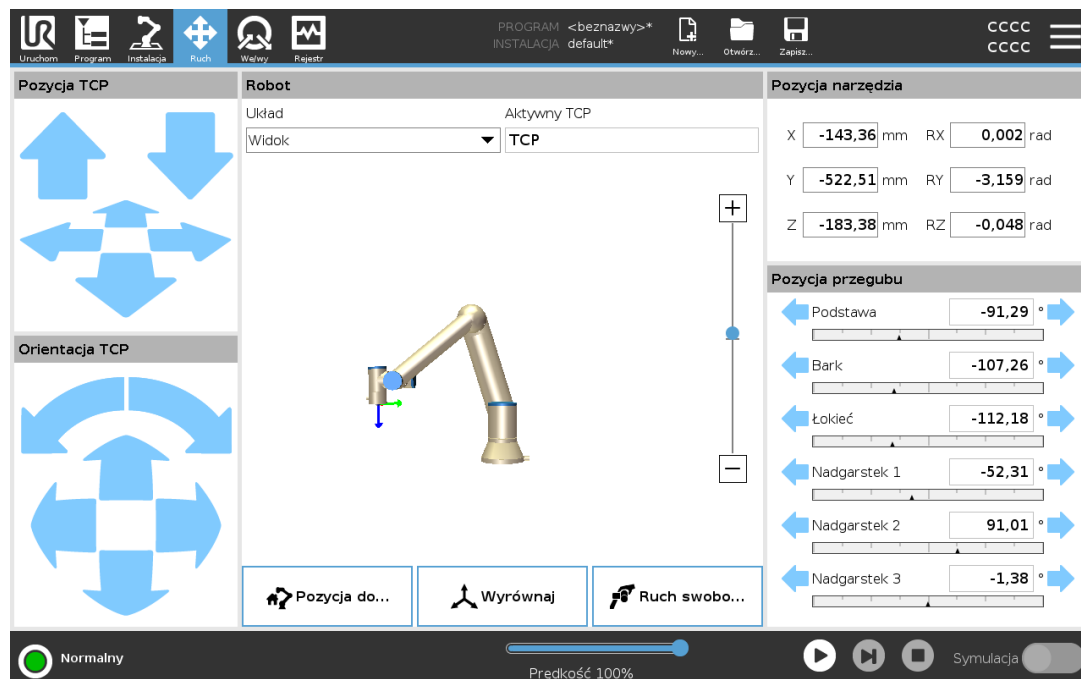 PROGRAM <beznazwy>*
INSTALACJA default*
CCCC
CCCC
Uruchom Program Instalacja Ruch We/wy Rejestr Nowy... Otwórz... Zapisz...
Pozycja TCP
Orientacja TCP
Robot
Układ Aktywny TCP
Widok TCP
+
−
Pozycja do... Wyrównaj Ruch swobo...
Pozycja narzędzia
X -143,36 mm RX 0,002 rad
Y -522,51 mm RY -3,159 rad
Z -183,38 mm RZ -0,048 rad
Pozycja przegubu
Podstawa -91,29 °
Bark -107,26 °
Łokieć -112,18 °
Nadgarstek 1 -52,31 °
Nadgarstek 2 91,01 °
Nadgarstek 3 -1,38 °
Normalny
Predkość 100%
Symulacja